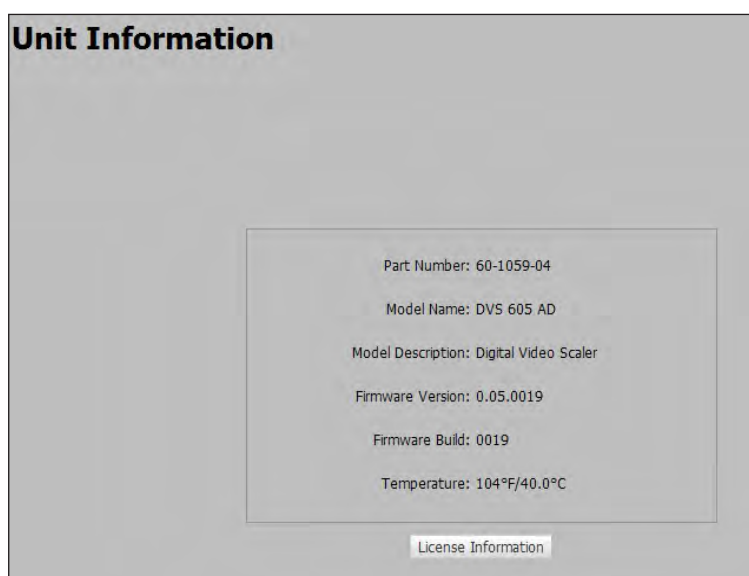 Unit Information
Part Number: 60-1059-04
Model Name: DVS 605 AD
Model Description: Digital Video Scaler
Firmware Version: 0.05.0019
Firmware Build: 0019
Temperature: 104°F/40.0°C
License Information